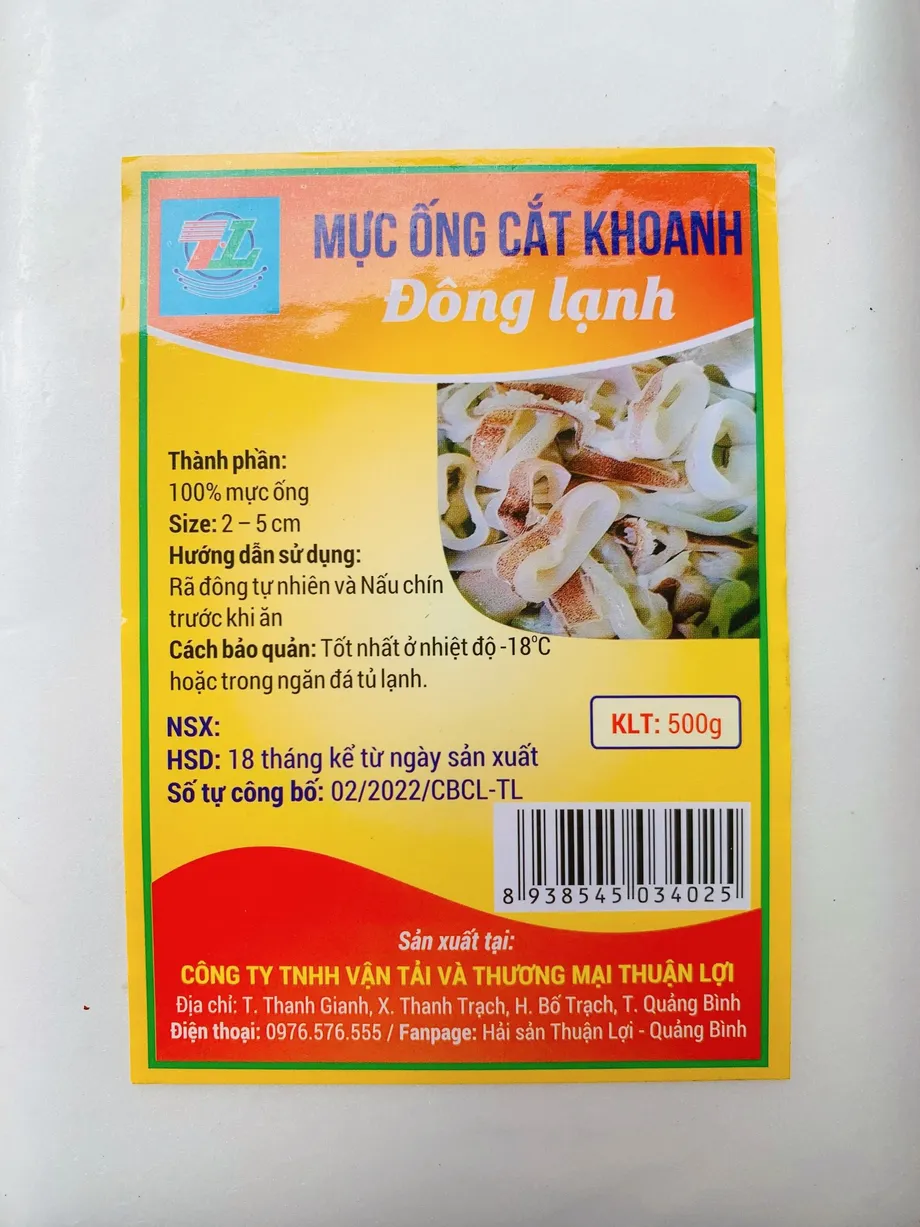 TL
MỰC ỐNG CẮT KHOANH
Đông lạnh
Thành phần:
100% mực ống
Size: 2 – 5 cm
Hướng dẫn sử dụng:
Rã đông tự nhiên và Nấu chín
trước khi ăn
Cách bảo quản: Tốt nhất ở nhiệt độ -18°C
hoặc trong ngăn đá tủ lạnh.
KLT: 500g
NSX:
HSD: 18 tháng kể từ ngày sản xuất
Số tự công bố: 02/2022/CBCL-TL
8 938545 034025
Sản xuất tại:
CÔNG TY TNHH VẬN TẢI VÀ THƯƠNG MẠI THUẬN LỢI
Địa chỉ: T. Thanh Gianh, X. Thanh Trạch, H. Bố Trạch, T. Quảng Bình
Điện thoại: 0976.576.555 / Fanpage: Hải sản Thuận Lợi - Quảng Bình